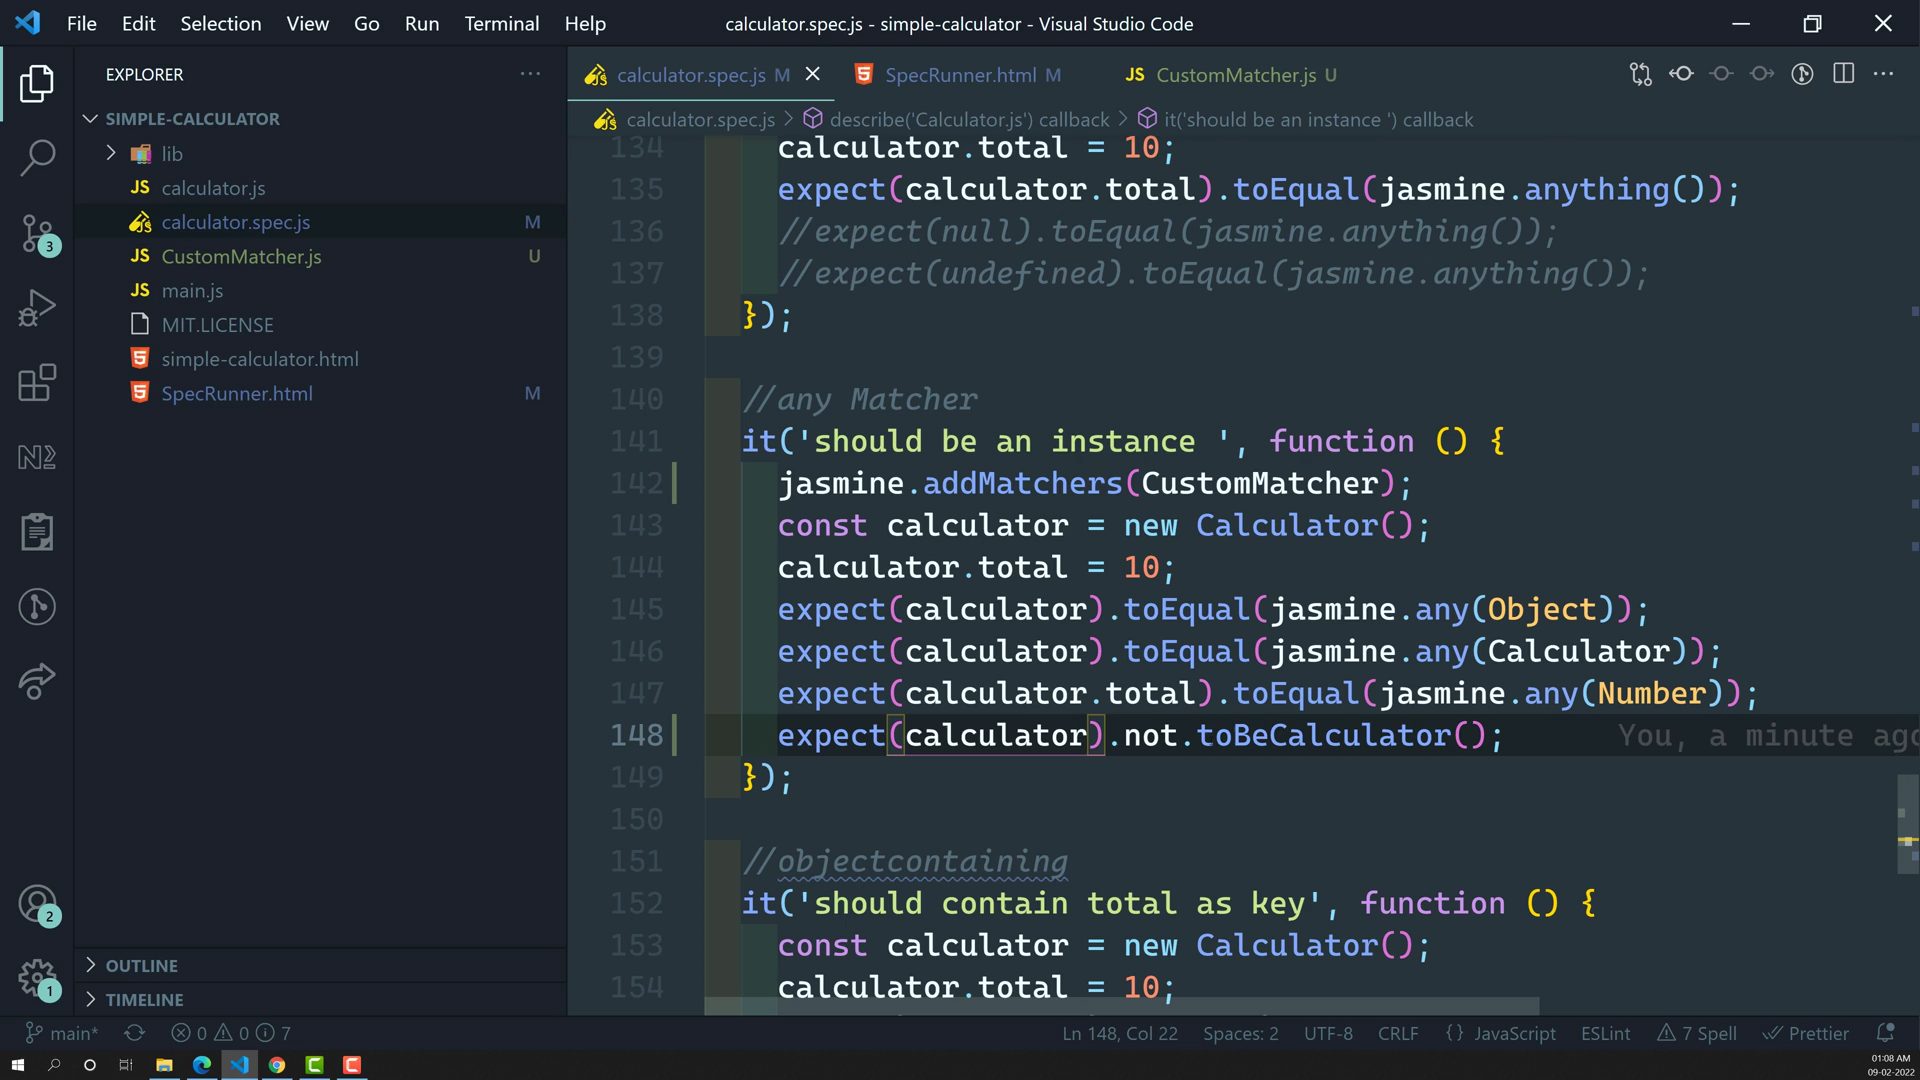 File Edit Selection View Go Run Terminal Help
calculator.spec.js - simple-calculator - Visual Studio Code
EXPLORER
SIMPLE-CALCULATOR
lib
JS calculator.js
calculator.spec.js M
JS CustomMatcher.js U
JS main.js
MIT.LICENSE
simple-calculator.html
SpecRunner.html M
OUTLINE
TIMELINE
3
2
1
calculator.spec.js M
SpecRunner.html M
JS CustomMatcher.js U
calculator.spec.js > describe('Calculator.js') callback > it('should be an instance ') callback
134 calculator.total = 10;
135 expect(calculator.total).toEqual(jasmine.anything());
136 //expect(null).toEqual(jasmine.anything());
137 //expect(undefined).toEqual(jasmine.anything());
138 });
139
140 //any Matcher
141 it('should be an instance ', function () {
142 jasmine.addMatchers(CustomMatcher);
143 const calculator = new Calculator();
144 calculator.total = 10;
145 expect(calculator).toEqual(jasmine.any(Object));
146 expect(calculator).toEqual(jasmine.any(Calculator));
147 expect(calculator.total).toEqual(jasmine.any(Number));
148 expect(calculator).not.toBeCalculator(); You, a minute ago
149 });
150
151 //objectcontaining
152 it('should contain total as key', function () {
153 const calculator = new Calculator();
154 calculator.total = 10;
main* 0 0 7
Ln 148, Col 22 Spaces: 2 UTF-8 CRLF {} JavaScript ESLint 7 Spell Prettier
01:08 AM
09-02-2022